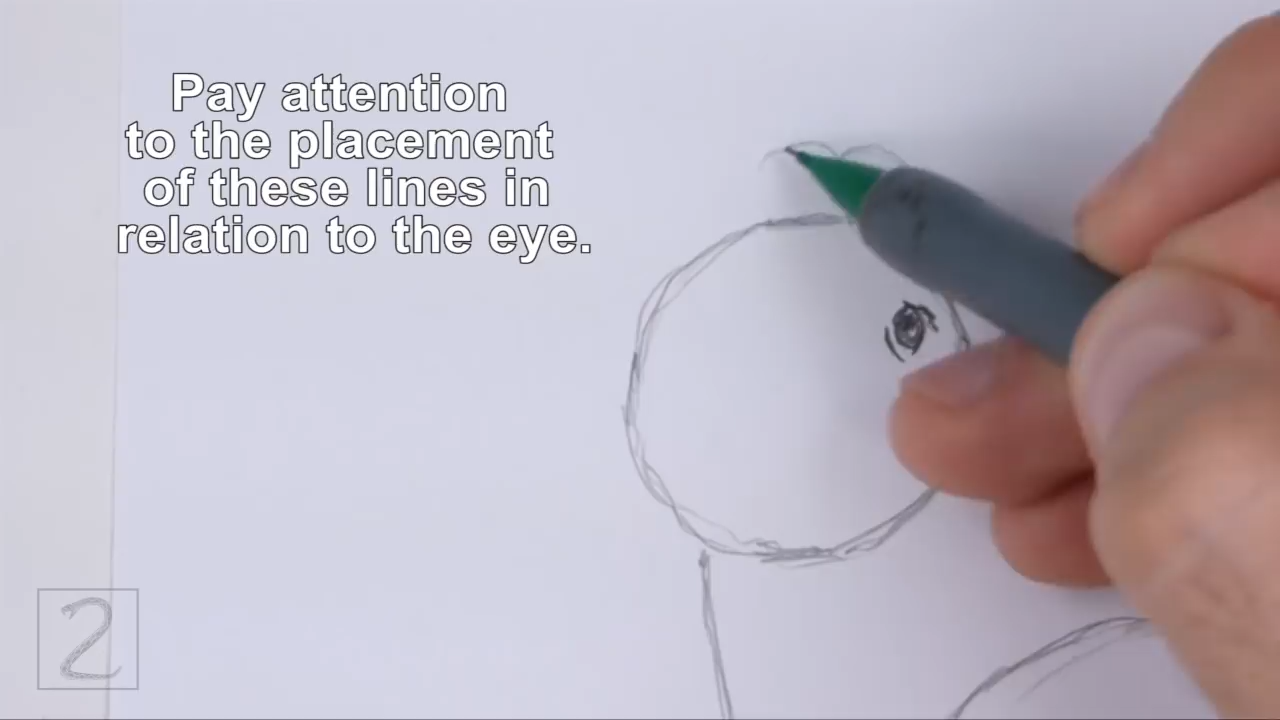 Pay attention
to the placement
of these lines in
relation to the eye.
2